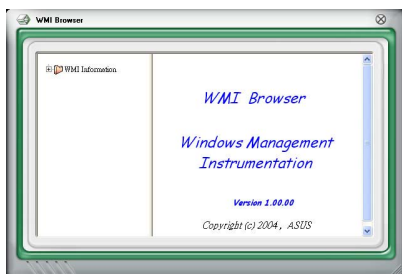 WMI Browser
WMI Information
WMI Browser
Windows Management
Instrumentation
Version 1.00.00
Copyright (c) 2004, ASUS